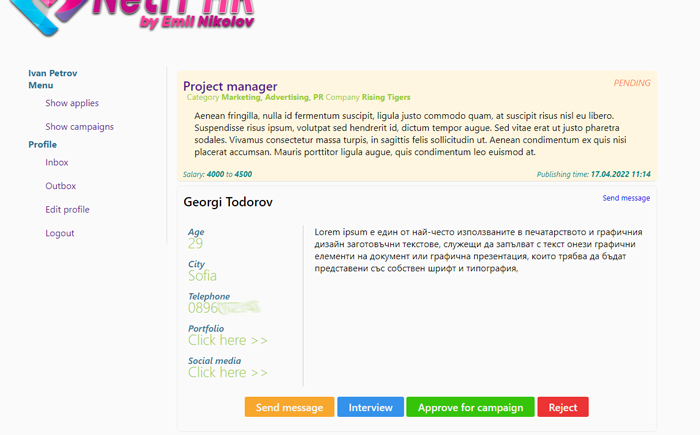 NetFPHR
by Emil Nikolov
Ivan Petrov
Menu
Show applies
Show campaigns
Profile
Inbox
Outbox
Edit profile
Logout
Project manager
PENDING
Category Marketing, Advertising, PR Company Rising Tigers
Aenean fringilla, nulla id fermentum suscipit, ligula justo commodo quam, at suscipit risus nisl eu libero.
Suspendisse risus ipsum, volutpat sed hendrerit id, dictum tempor augue. Sed vitae erat ut justo pharetra
sodales. Vivamus consectetur massa turpis, in sagittis felis sollicitudin ut. Aenean condimentum ex quis nisi
placerat accumsan. Mauris porttitor ligula augue, quis condimentum leo euismod at.
Salary: 4000 to 4500
Publishing time: 17.04.2022 11:14
Georgi Todorov
Send message
Age
29
City
Sofia
Telephone
0896
Portfolio
Click here >>
Social media
Click here >>
Lorem ipsum е един от най-често използваните в печатарството и графичния
дизайн заготовъчни текстове, служещи да запълват с текст онези графични
елементи на документ или графична презентация, които трябва да бъдат
представени със собствен шрифт и типография,
Send message
Interview
Approve for campaign
Reject